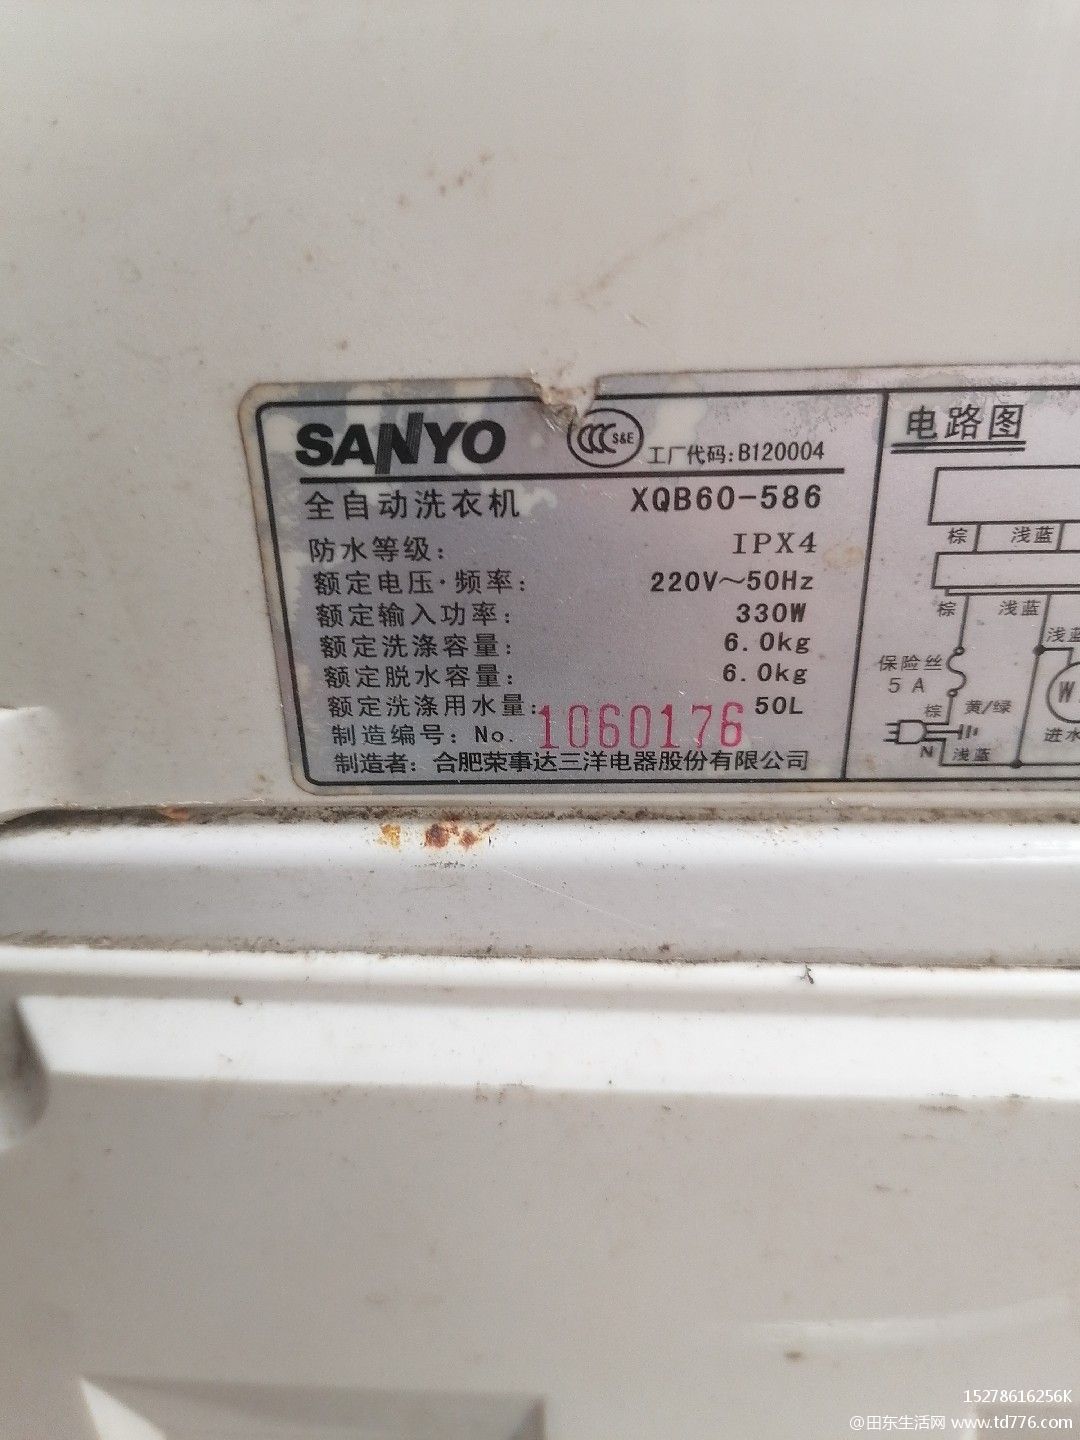 SANYO
S&E
工厂代码:B120004
全自动洗衣机 XQB60-586
防水等级: IPX4
额定电压·频率: 220V～50Hz
额定输入功率: 330W
额定洗涤容量: 6.0kg
额定脱水容量: 6.0kg
额定洗涤用水量: 50L
制造编号: No. 1060176
制造者: 合肥荣事达三洋电器股份有限公司
电路图
棕 浅蓝
棕 浅蓝
浅蓝
保险丝
5 A
W
棕 黄/绿
进水
N 浅蓝
15278616256K
@田东生活网 www.td776.com